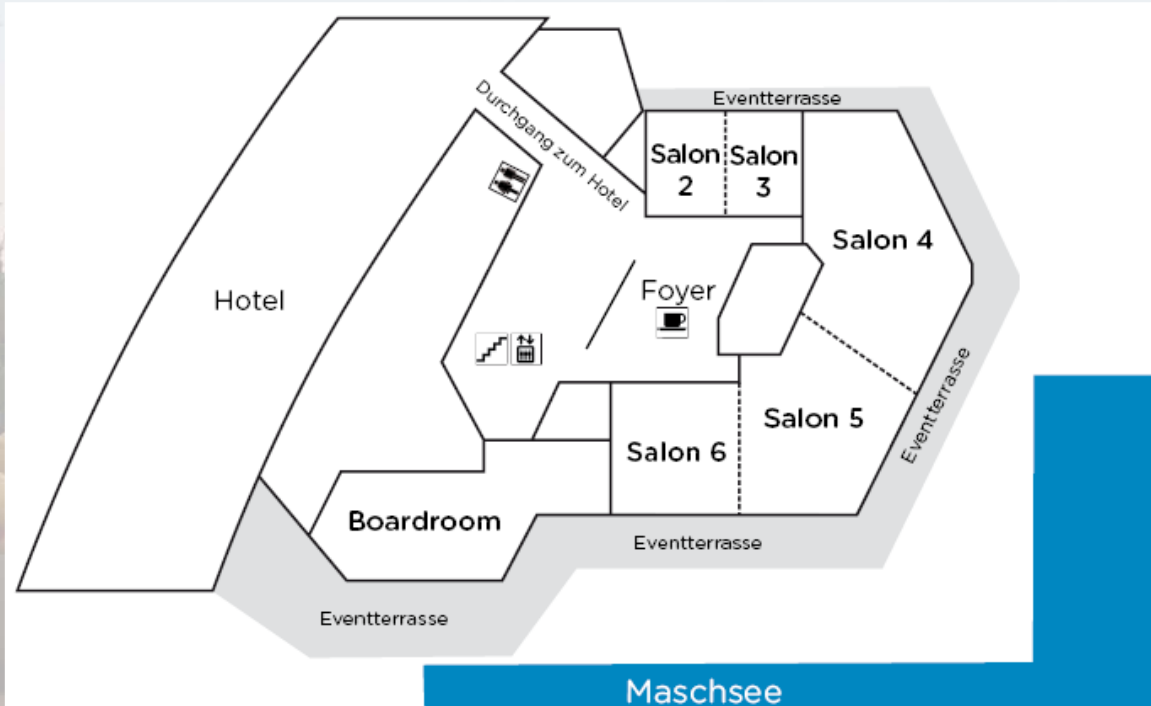 Durchgang zum Hotel
Eventterrasse
Salon
2
Salon
3
Salon 4
Hotel
Foyer
Eventterrasse
Salon 5
Salon 6
Boardroom
Eventterrasse
Eventterrasse
Maschsee